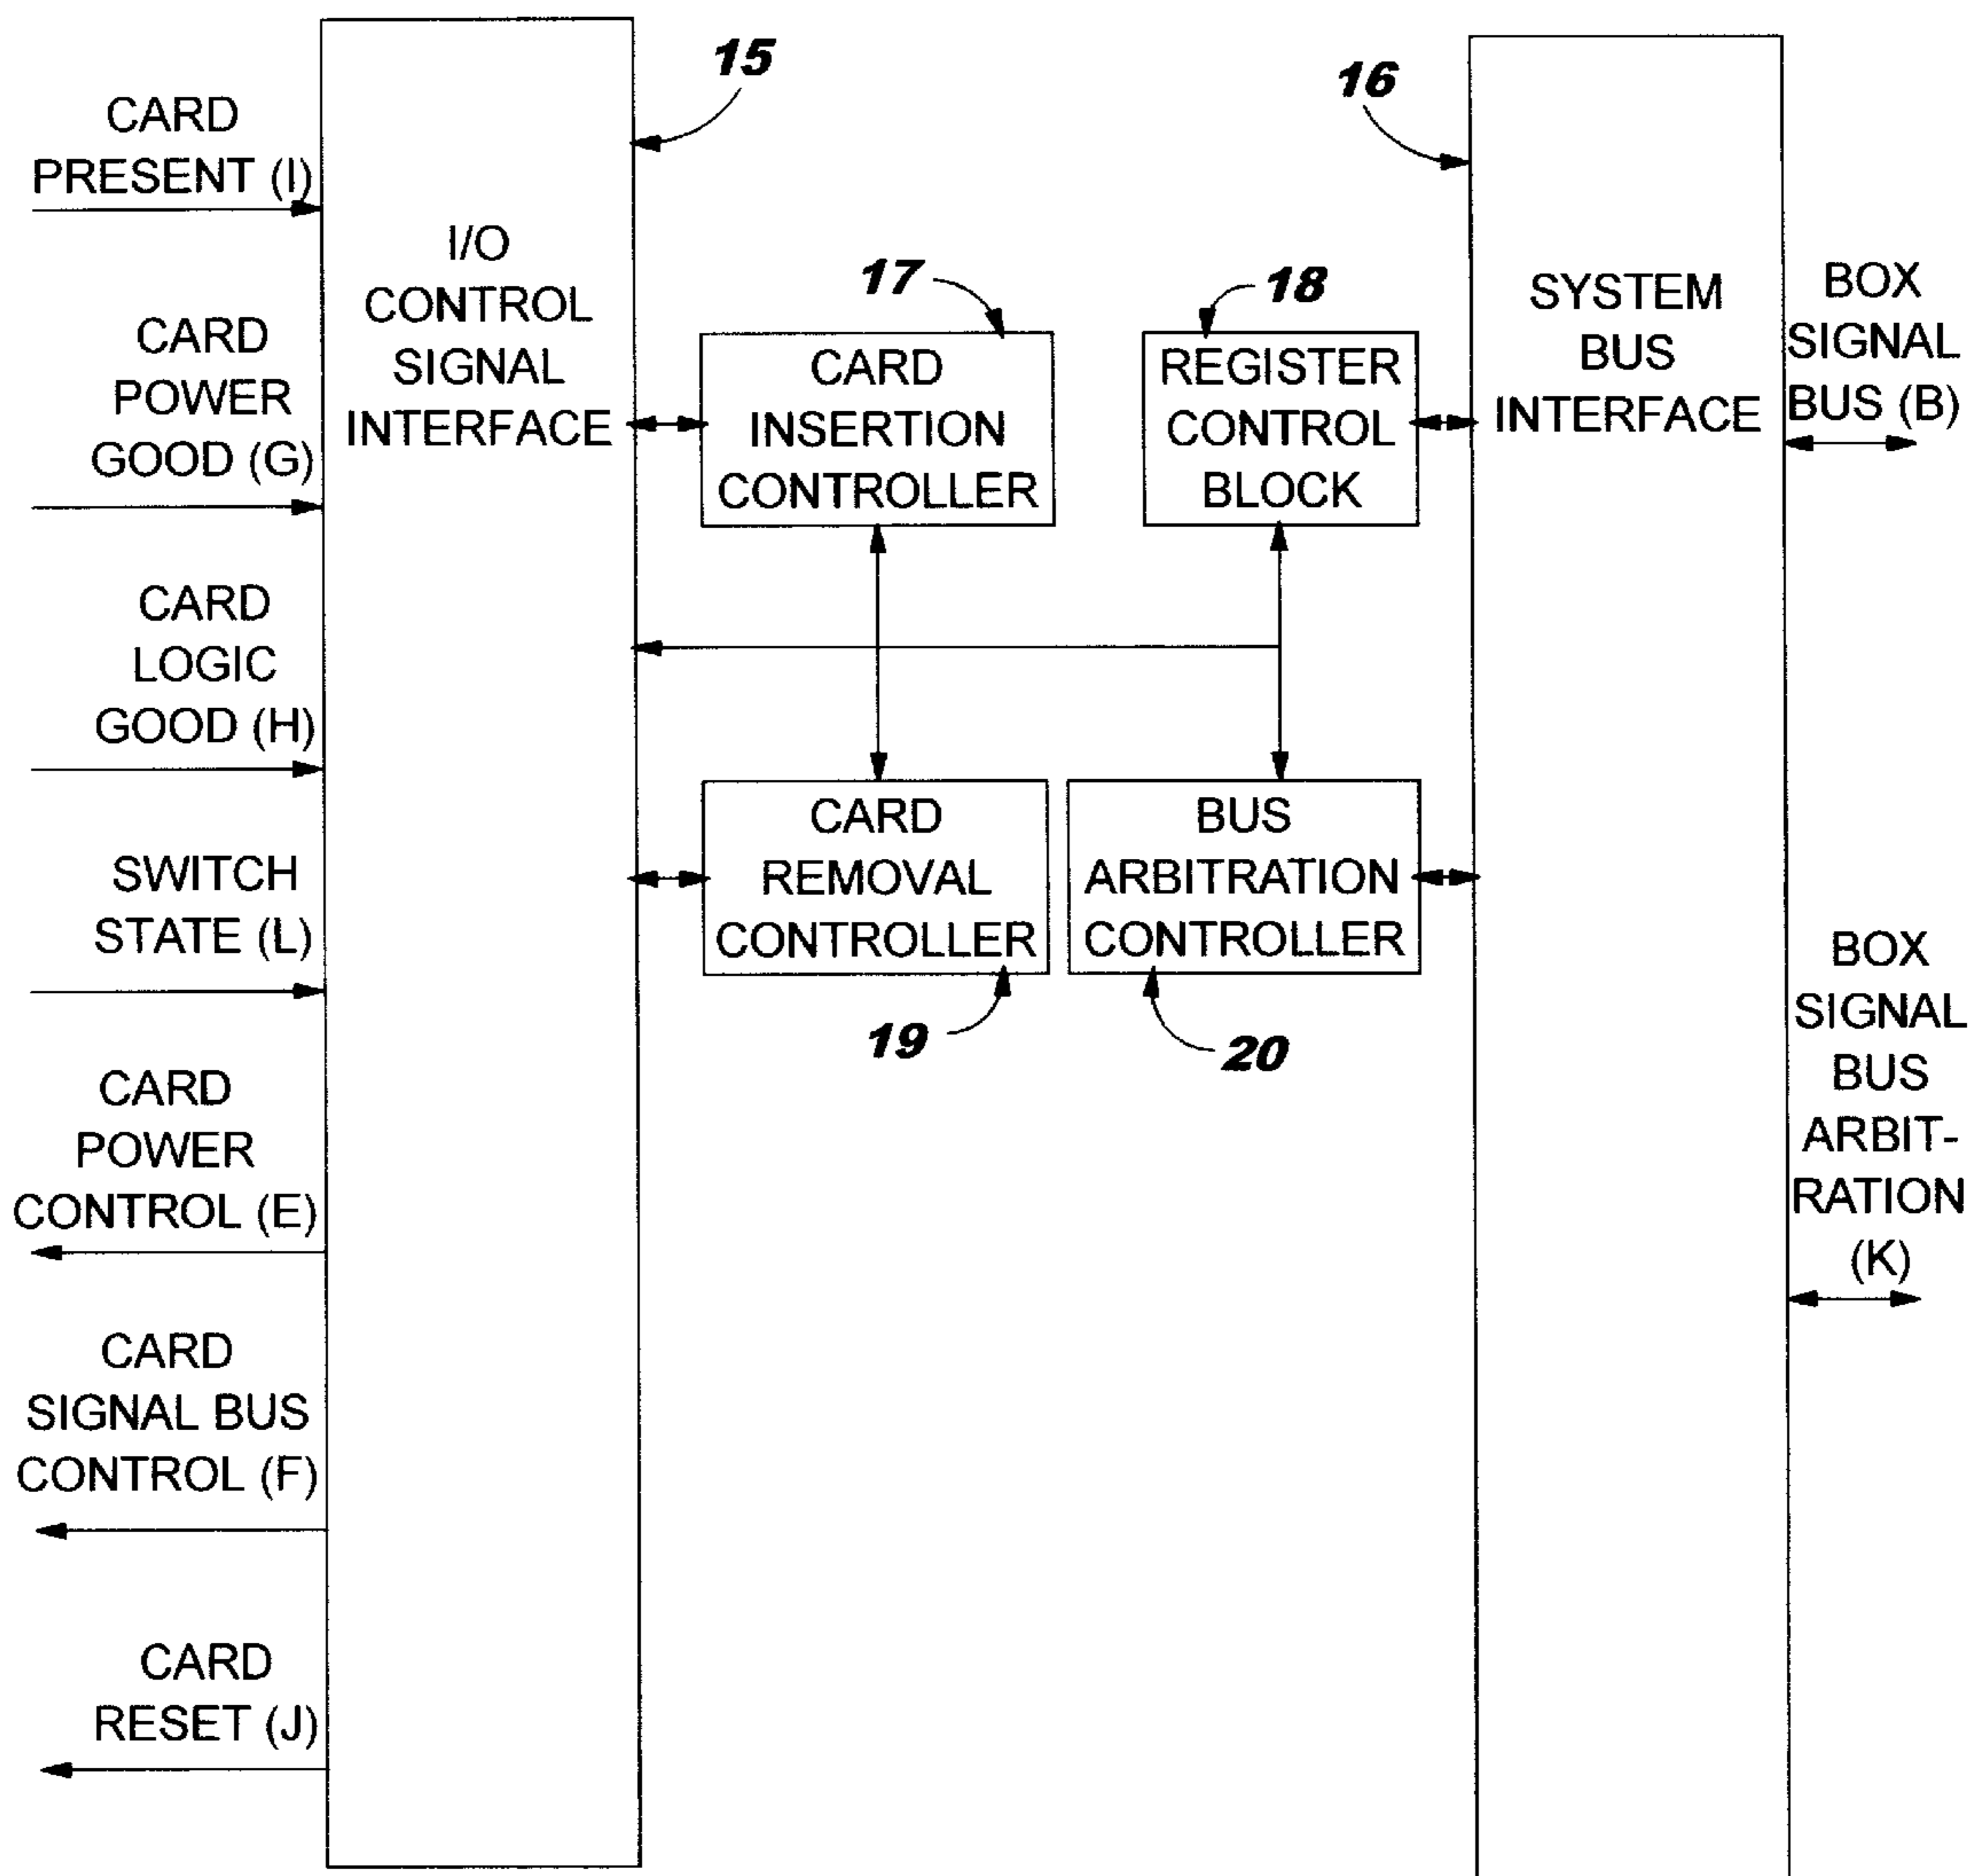 15
16
CARD
PRESENT (I)
I/O
CONTROL
SIGNAL
INTERFACE
17
18
SYSTEM
BUS
INTERFACE
BOX
SIGNAL
BUS (B)
CARD
POWER
GOOD (G)
CARD
INSERTION
CONTROLLER
REGISTER
CONTROL
BLOCK
CARD
LOGIC
GOOD (H)
CARD
REMOVAL
CONTROLLER
BUS
ARBITRATION
CONTROLLER
SWITCH
STATE (L)
19
20
BOX
SIGNAL
BUS
ARBIT-
RATION
(K)
CARD
POWER
CONTROL (E)
CARD
SIGNAL BUS
CONTROL (F)
CARD
RESET (J)